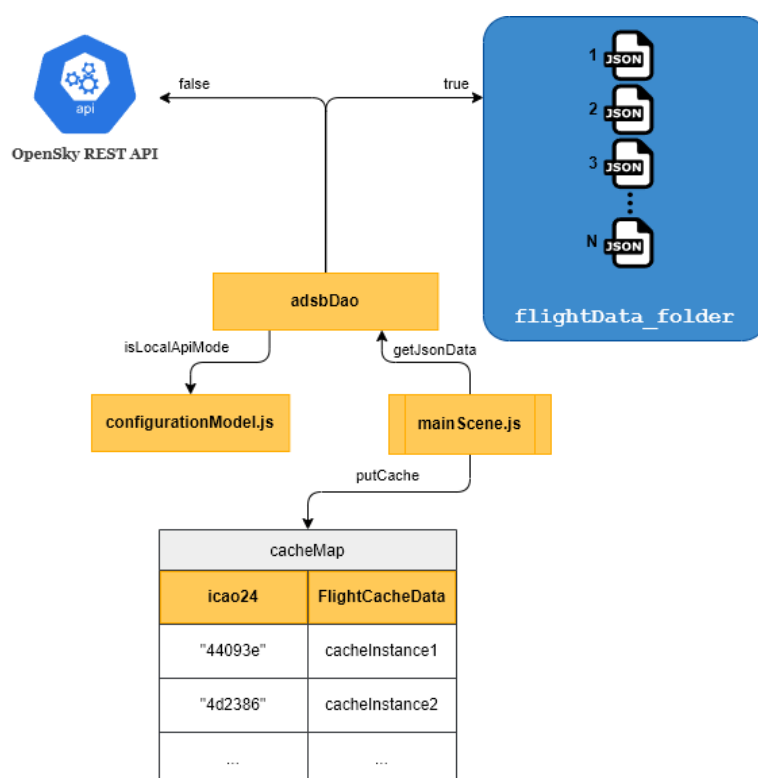 false
true
api
OpenSky REST API
1 JSON
2 JSON
3 JSON
N JSON
flightData_folder
adsbDao
isLocalApiMode
getJsonData
configurationModel.js
mainScene.js
putCache
cacheMap
icao24 FlightCacheData
"44093e" cacheInstance1
"4d2386" cacheInstance2
... ...